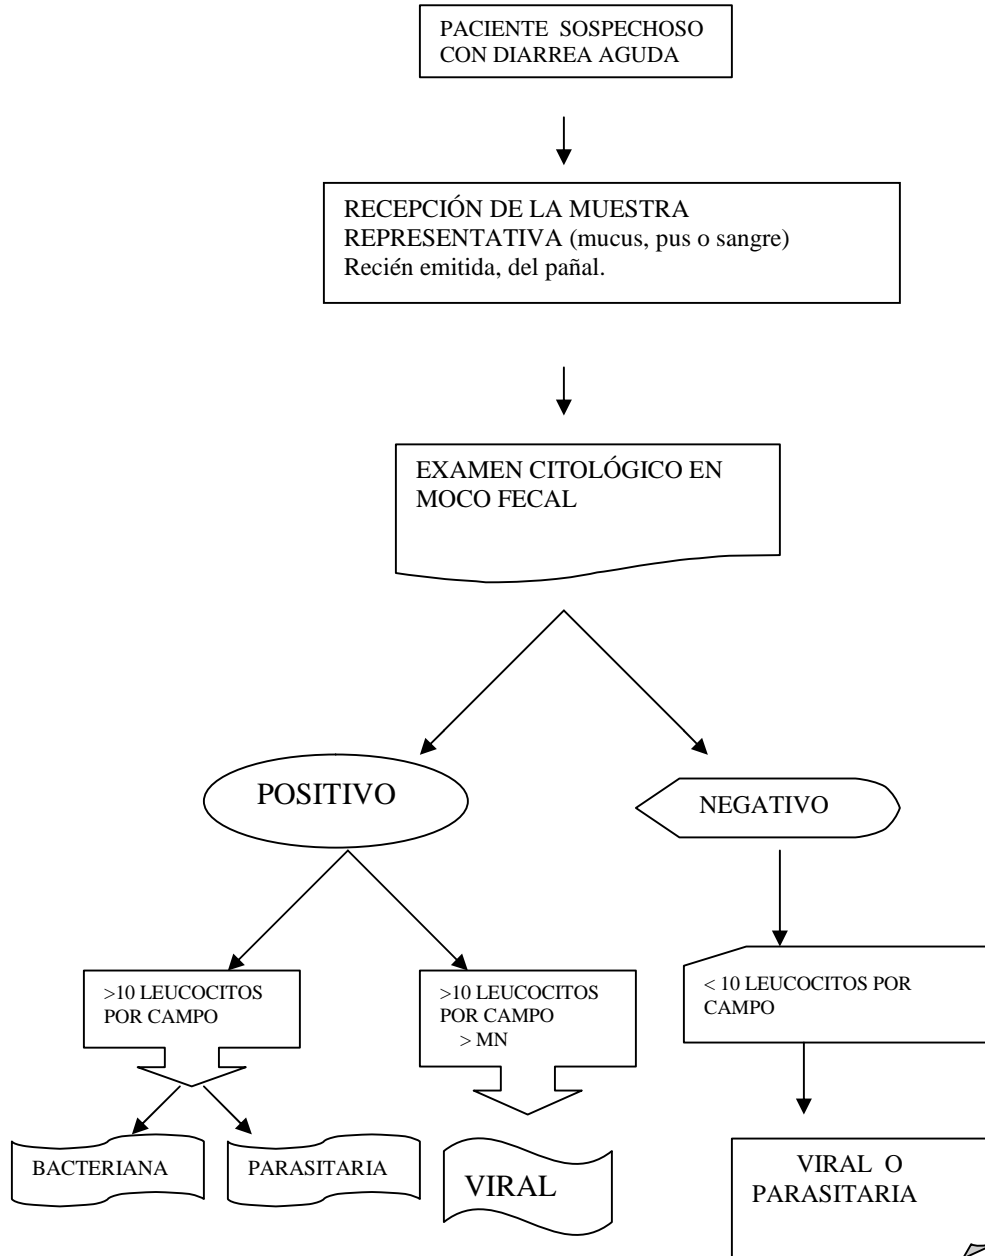 PACIENTE SOSPECHOSO
CON DIARREA AGUDA
RECEPCIÓN DE LA MUESTRA
REPRESENTATIVA (mucus, pus o sangre)
Recién emitida, del pañal.
EXAMEN CITOLÓGICO EN
MOCO FECAL
POSITIVO
NEGATIVO
>10 LEUCOCITOS
POR CAMPO
>10 LEUCOCITOS
POR CAMPO
> MN
< 10 LEUCOCITOS POR
CAMPO
BACTERIANA
PARASITARIA
VIRAL
VIRAL O
PARASITARIA